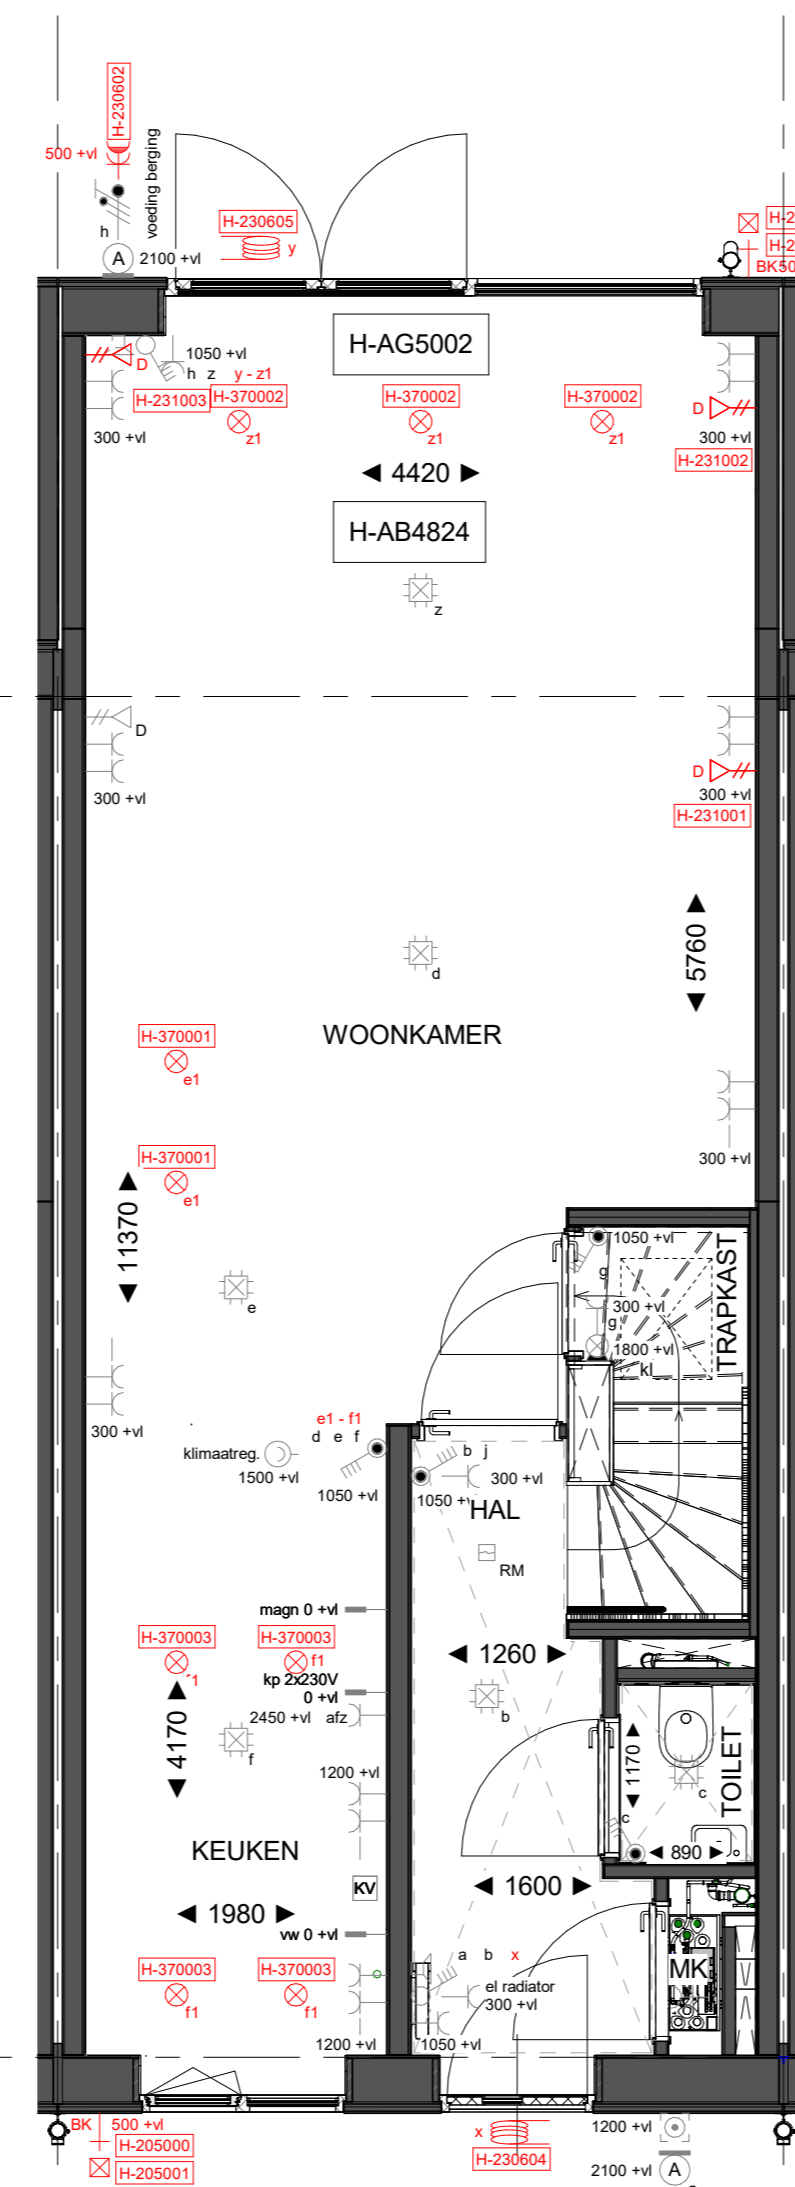 H-230602
500 +vl
voeding berging
h
A
2100 +vl
H-230605
y
BK
H-AG5002
1050 +vl
h z y - z1
D
H-231003
H-370002
H-370002
H-370002
z1
z1
z1
300 +vl
D
300 +vl
H-231002
4420
H-AB4824
z
D
300 +vl
D
300 +vl
H-231001
5760
d
WOONKAMER
H-370001
e1
300 +vl
H-370001
e1
11370
e
1050 +vl
g
300 +vl
g
1800 +vl
kl
TRAPKAST
300 +vl
e1 - f1
d e f
klimaatreg.
1500 +vl
1050 +vl
b j
300 +vl
1050 +v
HAL
RM
magn 0 +vl
H-370003
H-370003
f1
kp 2x230V
0 +vl
2450 +vl afz
1260
b
4170
f
1200 +vl
1170
TOILET
c
c
890
KEUKEN
KV
1600
1980
vw 0 +vl
a b x
MK
H-370003
H-370003
f1
f1
el radiator
300 +vl
1200 +vl
1050 +vl
BK 500 +vl
H-205000
H-205001
x
H-230604
1200 +vl
2100 +vl
A